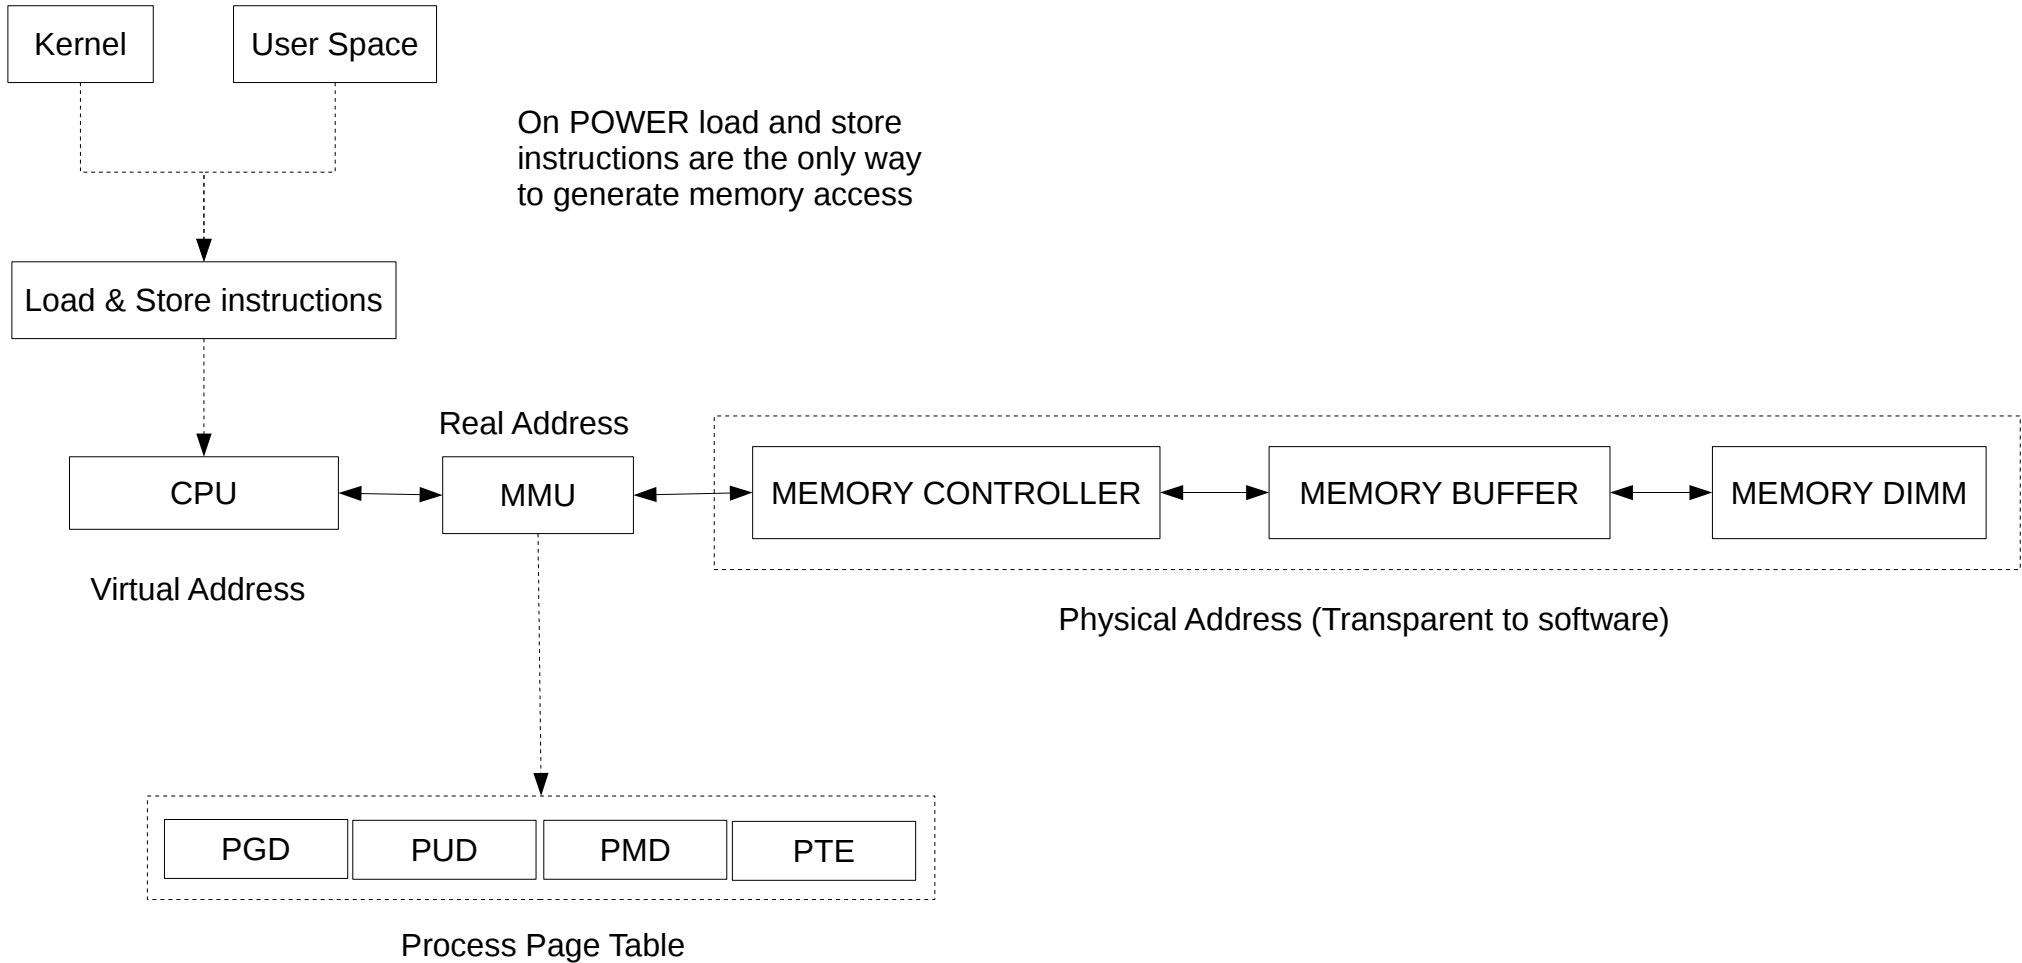 Kernel
User Space
On POWER load and store
instructions are the only way
to generate memory access
Load & Store instructions
Real Address
CPU
MMU
MEMORY CONTROLLER
MEMORY BUFFER
MEMORY DIMM
Virtual Address
Physical Address (Transparent to software)
PGD
PUD
PMD
PTE
Process Page Table